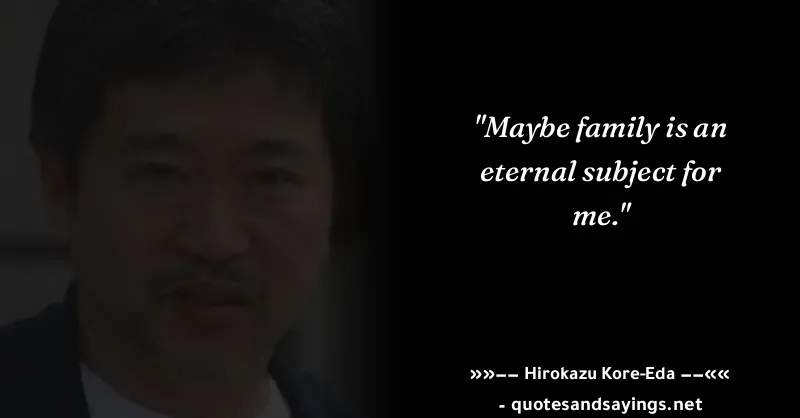 "Maybe family is an
eternal subject for
me."
»»–– Hirokazu Kore-Eda ––««
- quotesandsayings.net